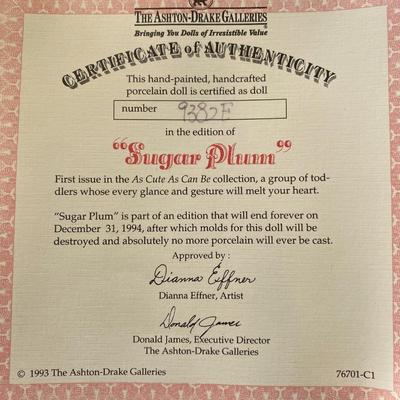 THE ASHTON-DRAKE GALLERIES®
Bringing You Dolls of Irresistible Value®
CERTIFICATE of AUTHENTICITY
This hand-painted, handcrafted
porcelain doll is certified as doll
number 9382F
in the edition of
"Sugar Plum"
First issue in the As Cute As Can Be collection, a group of tod-
dlers whose every glance and gesture will melt your heart.
"Sugar Plum" is part of an edition that will end forever on
December 31, 1994, after which molds for this doll will be
destroyed and absolutely no more porcelain will ever be cast.
Approved by :
Dianna Effner
Dianna Effner, Artist
Donald James
Donald James, Executive Director
The Ashton-Drake Galleries
© 1993 The Ashton-Drake Galleries 76701-C1